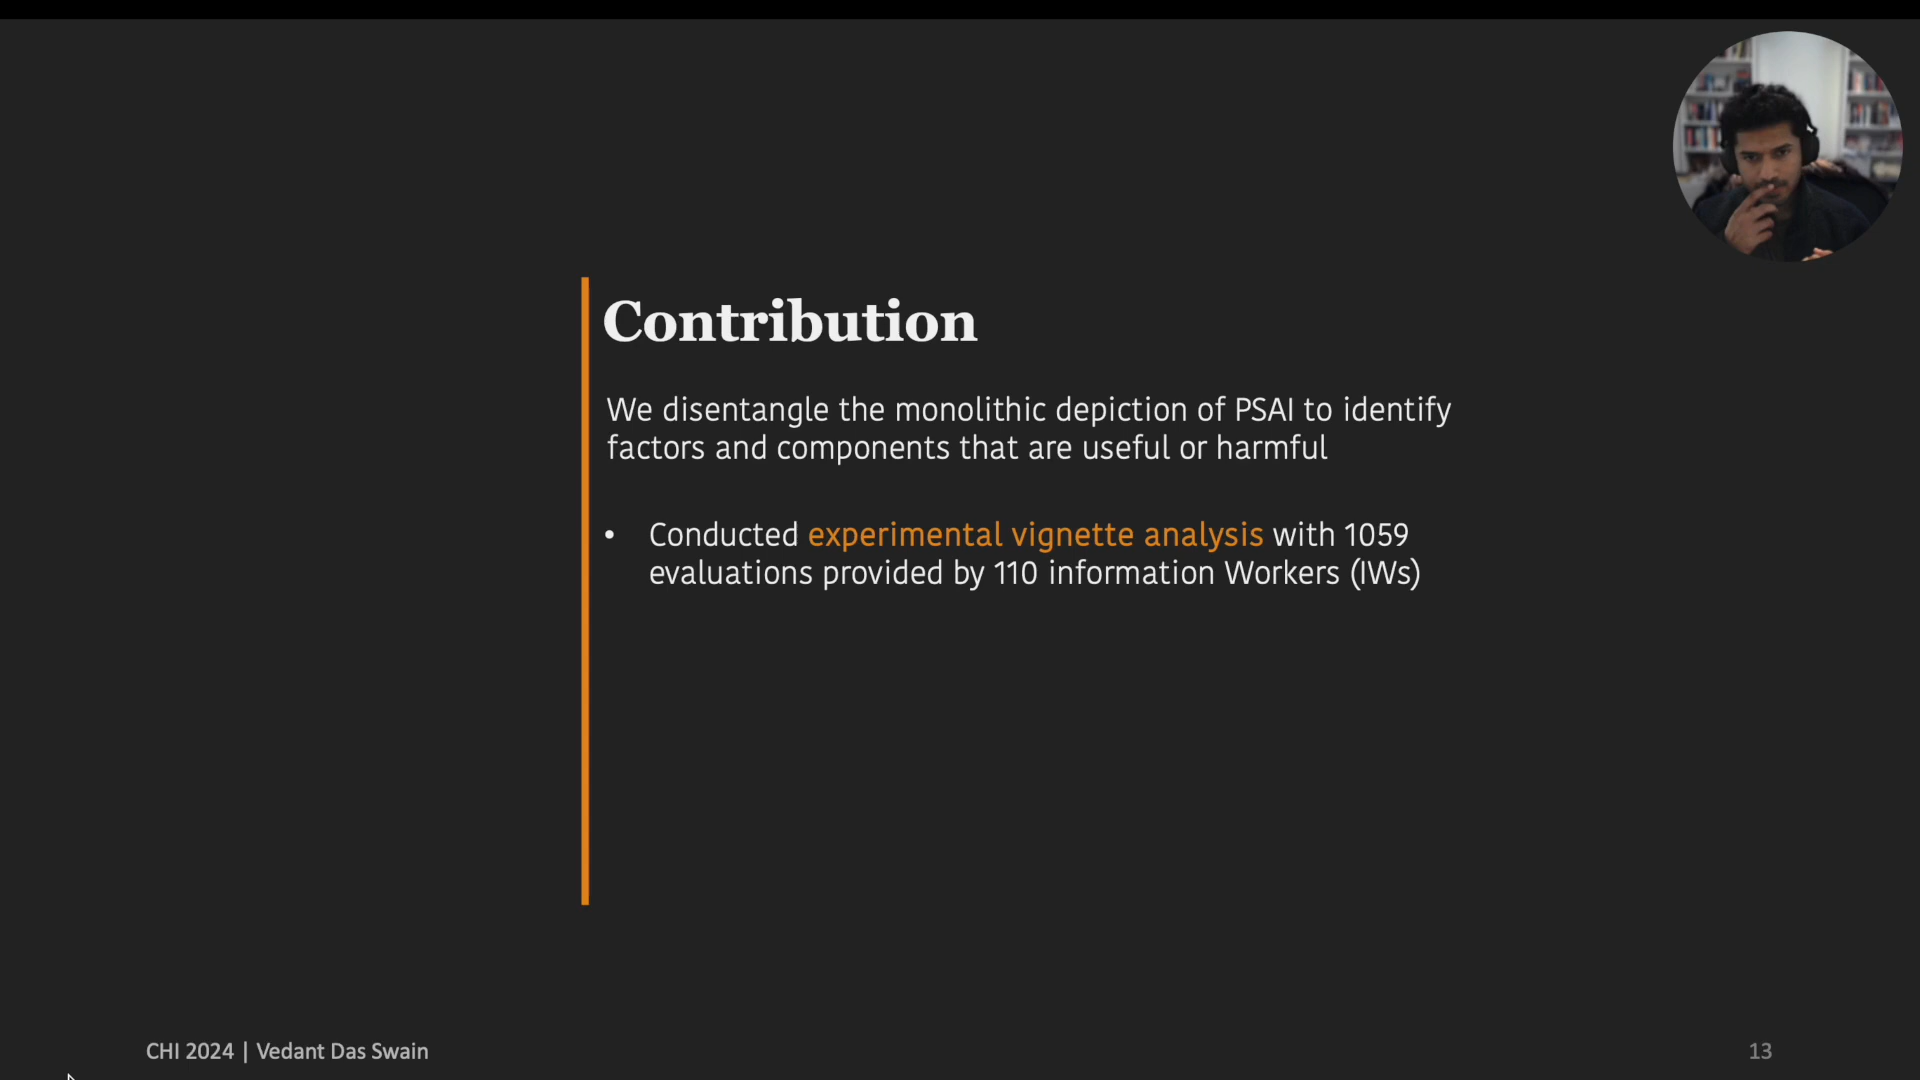 Contribution
We disentangle the monolithic depiction of PSAI to identify
factors and components that are useful or harmful
• Conducted experimental vignette analysis with 1059
evaluations provided by 110 information Workers (IWs)
CHI 2024 | Vedant Das Swain
13